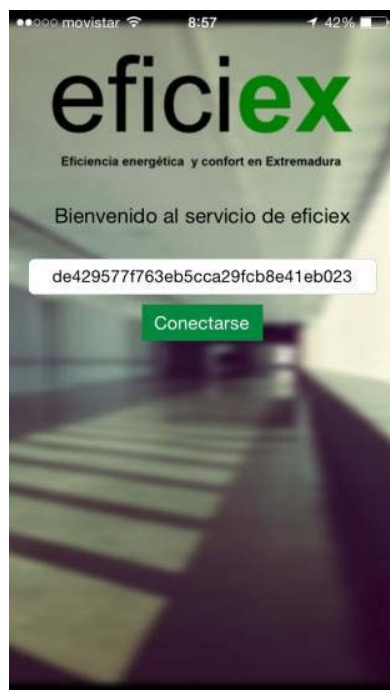 movistar 8:57 42%
eficiex
Eficiencia energética y confort en Extremadura
Bienvenido al servicio de eficiex
de429577f763eb5cca29fcb8e41eb023
Conectarse